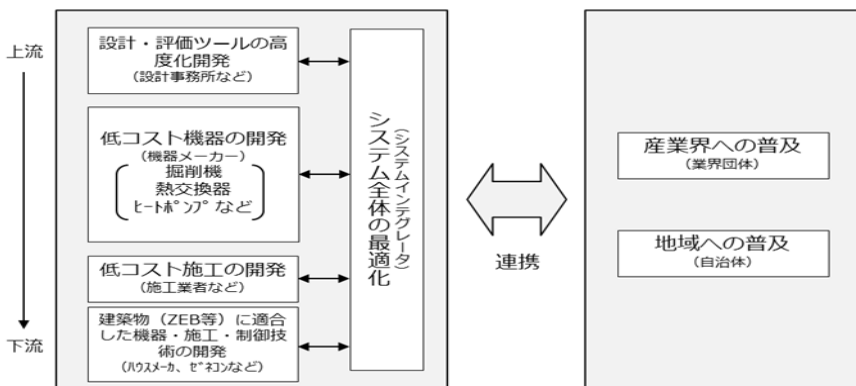 上流
設計・評価ツールの高
度化開発
(設計事務所など)
低コスト機器の開発
(機器メーカー)
掘削機
熱交換器
ﾋｰﾄﾎﾟﾝﾌﾟなど
低コスト施工の開発
(施工業者など)
建築物（ZEB等）に適合
した機器・施工・制御技
術の開発
(ﾊｳｽﾒｰｶ、ｾﾞﾈｺﾝなど)
下流
システム全体の最適化
(システムインテグレータ)
連携
産業界への普及
(業界団体)
地域への普及
(自治体)